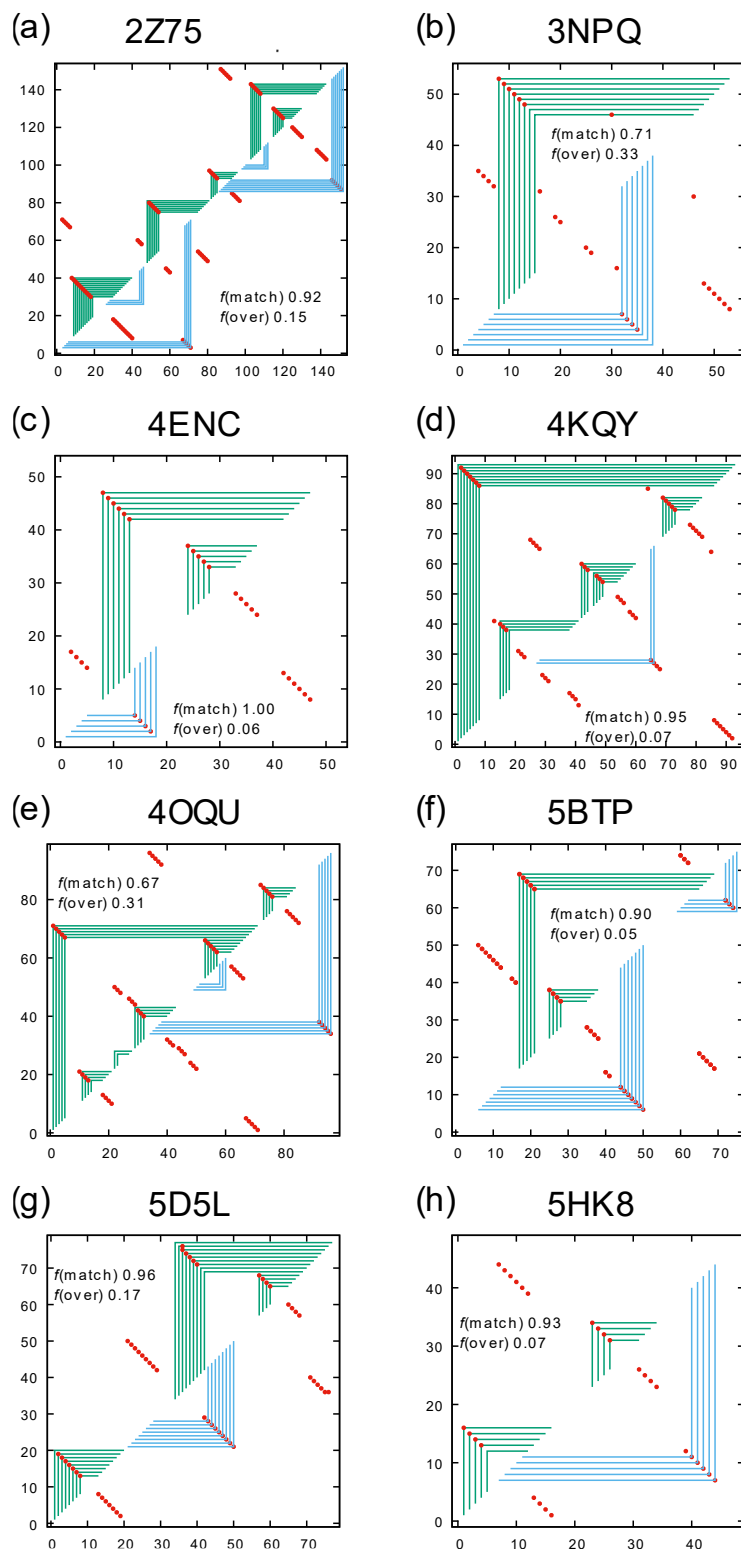 (a) 2Z75
150
140
120
100
80
60
40
20
0
f(match) 0.92
f(over) 0.15
0 20 40 60 80 100 120 140
(b) 3NPQ
50
40
30
20
10
0
f(match) 0.71
f(over) 0.33
0 10 20 30 40 50
(c) 4ENC
50
40
30
20
10
0
f(match) 1.00
f(over) 0.06
0 10 20 30 40 50
(d) 4KQY
90
80
70
60
50
40
30
20
10
0
f(match) 0.95
f(over) 0.07
0 10 20 30 40 50 60 70 80 90
(e) 4OQU
f(match) 0.67
f(over) 0.31
80
60
40
20
0
0 20 40 60 80
(f) 5BTP
70
60
50
40
30
20
10
0
f(match) 0.90
f(over) 0.05
0 10 20 30 40 50 60 70
(g) 5D5L
f(match) 0.96
f(over) 0.17
70
60
50
40
30
20
10
0
0 10 20 30 40 50 60 70
(h) 5HK8
f(match) 0.93
f(over) 0.07
40
30
20
10
0
0 10 20 30 40